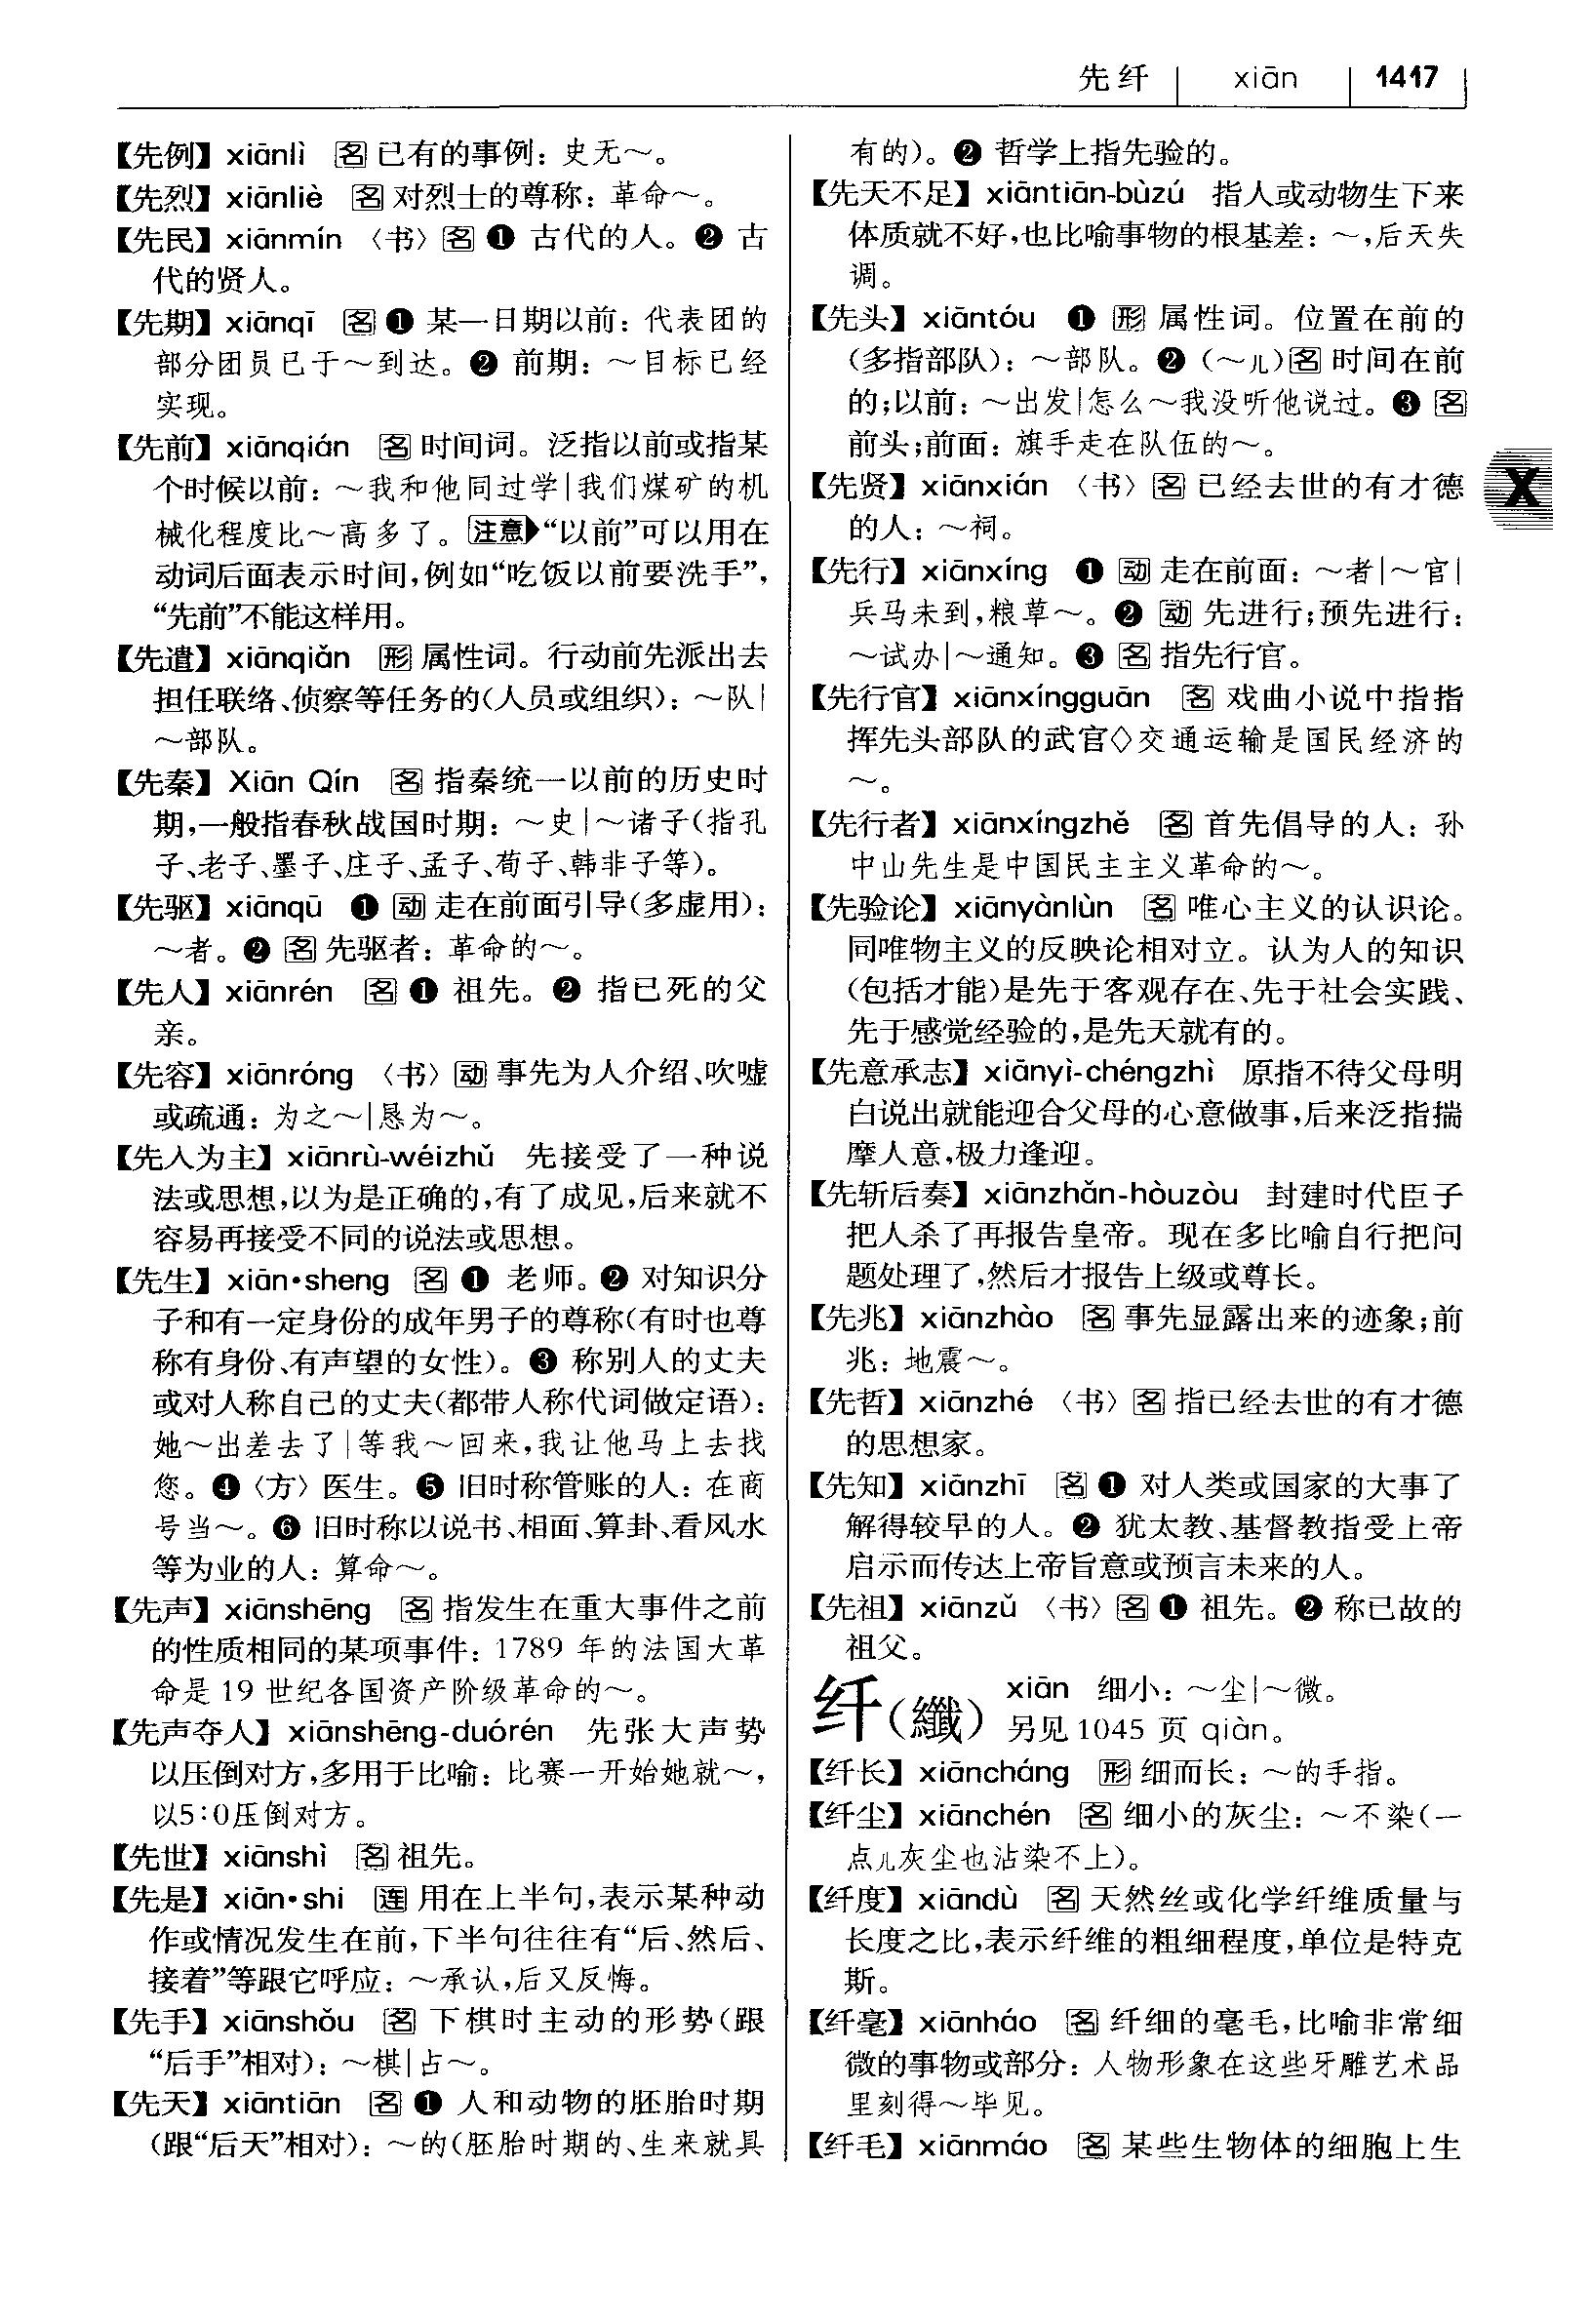 先纤 xiān 1417
【先例】xiānlì 名 已有的事例：史无～。
【先烈】xiānliè 名 对烈士的尊称：革命～。
【先民】xiānmín 〈书〉名 ❶ 古代的人。❷ 古
代的贤人。
【先期】xiānqī 名 ❶ 某一日期以前：代表团的
部分团员已于～到达。❷ 前期：～目标已经
实现。
【先前】xiānqián 名 时间词。泛指以前或指某
个时候以前：～我和他同过学|我们煤矿的机
械化程度比～高多了。注意“以前”可以用在
动词后面表示时间，例如“吃饭以前要洗手”，
“先前”不能这样用。
【先遣】xiānqiǎn 形 属性词。行动前先派出去
担任联络、侦察等任务的（人员或组织）：～队|
～部队。
【先秦】Xiān Qín 名 指秦统一以前的历史时
期，一般指春秋战国时期：～史|～诸子（指孔
子、老子、墨子、庄子、孟子、荀子、韩非子等）。
【先驱】xiānqū ❶ 动 走在前面引导（多虚用）：
～者。❷ 名 先驱者：革命的～。
【先人】xiānrén 名 ❶ 祖先。❷ 指已死的父
亲。
【先容】xiānróng 〈书〉动 事先为人介绍、吹嘘
或疏通：为之～|恳为～。
【先入为主】xiānrù-wéizhǔ 先接受了一种说
法或思想，以为是正确的，有了成见，后来就不
容易再接受不同的说法或思想。
【先生】xiān•sheng 名 ❶ 老师。❷ 对知识分
子和有一定身份的成年男子的尊称（有时也尊
称有身份、有声望的女性）。❸ 称别人的丈夫
或对人称自己的丈夫（都带人称代词做定语）：
她～出差去了|等我～回来，我让他马上去找
您。❹〈方〉医生。❺ 旧时称管账的人：在商
号当～。❻ 旧时称以说书、相面、算卦、看风水
等为业的人：算命～。
【先声】xiānshēng 名 指发生在重大事件之前
的性质相同的某项事件：1789 年的法国大革
命是 19 世纪各国资产阶级革命的～。
【先声夺人】xiānshēng-duórén 先张大声势
以压倒对方，多用于比喻：比赛一开始她就～，
以5∶0压倒对方。
【先世】xiānshì 名 祖先。
【先是】xiān•shi 连 用在上半句，表示某种动
作或情况发生在前，下半句往往有“后、然后、
接着”等跟它呼应：～承认，后又反悔。
【先手】xiānshǒu 名 下棋时主动的形势（跟
“后手”相对）：～棋|占～。
【先天】xiāntiān 名 ❶ 人和动物的胚胎时期
（跟“后天”相对）：～的（胚胎时期的、生来就具
有的）。❷ 哲学上指先验的。
【先天不足】xiāntiān-bùzú 指人或动物生下来
体质就不好，也比喻事物的根基差：～，后天失
调。
【先头】xiāntóu ❶ 形 属性词。位置在前的
（多指部队）：～部队。❷（～儿）名 时间在前
的；以前：～出发|怎么～我没听他说过。❸ 名
前头；前面：旗手走在队伍的～。
【先贤】xiānxián 〈书〉名 已经去世的有才德
的人：～祠。
【先行】xiānxíng ❶ 动 走在前面：～者|～官|
兵马未到，粮草～。❷ 动 先进行；预先进行：
～试办|～通知。❸ 名 指先行官。
【先行官】xiānxíngguān 名 戏曲小说中指指
挥先头部队的武官◇交通运输是国民经济的
～。
【先行者】xiānxíngzhě 名 首先倡导的人：孙
中山先生是中国民主主义革命的～。
【先验论】xiānyànlùn 名 唯心主义的认识论。
同唯物主义的反映论相对立。认为人的知识
（包括才能）是先于客观存在、先于社会实践、
先于感觉经验的，是先天就有的。
【先意承志】xiānyì-chéngzhì 原指不待父母明
白说出就能迎合父母的心意做事，后来泛指揣
摩人意，极力逢迎。
【先斩后奏】xiānzhǎn-hòuzòu 封建时代臣子
把人杀了再报告皇帝。现在多比喻自行把问
题处理了，然后才报告上级或尊长。
【先兆】xiānzhào 名 事先显露出来的迹象；前
兆：地震～。
【先哲】xiānzhé 〈书〉名 指已经去世的有才德
的思想家。
【先知】xiānzhī 名 ❶ 对人类或国家的大事了
解得较早的人。❷ 犹太教、基督教指受上帝
启示而传达上帝旨意或预言未来的人。
【先祖】xiānzǔ 〈书〉名 ❶ 祖先。❷ 称已故的
祖父。
纤（纖） xiān 细小：～尘|～微。
另见 1045 页 qiàn。
【纤长】xiāncháng 形 细而长：～的手指。
【纤尘】xiānchén 名 细小的灰尘：～不染（一
点儿灰尘也沾染不上）。
【纤度】xiāndù 名 天然丝或化学纤维质量与
长度之比，表示纤维的粗细程度，单位是特克
斯。
【纤毫】xiānháo 名 纤细的毫毛，比喻非常细
微的事物或部分：人物形象在这些牙雕艺术品
里刻得～毕见。
【纤毛】xiānmáo 名 某些生物体的细胞上生
X